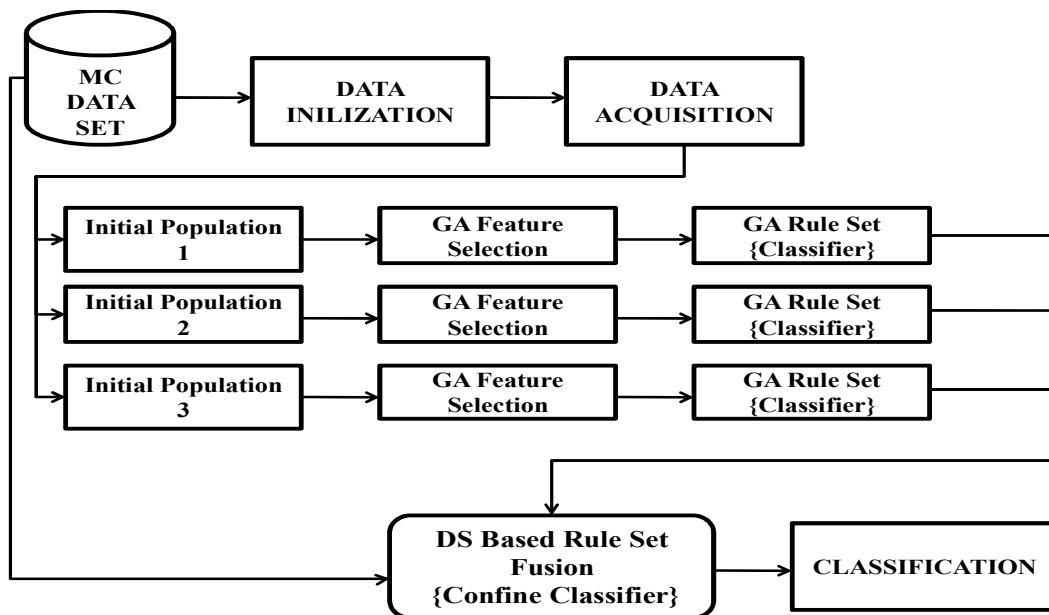 MC
DATA
SET
DATA
INILIZATION
DATA
ACQUISITION
Initial Population
1
GA Feature
Selection
GA Rule Set
{Classifier}
Initial Population
2
GA Feature
Selection
GA Rule Set
{Classifier}
Initial Population
3
GA Feature
Selection
GA Rule Set
{Classifier}
DS Based Rule Set
Fusion
{Confine Classifier}
CLASSIFICATION